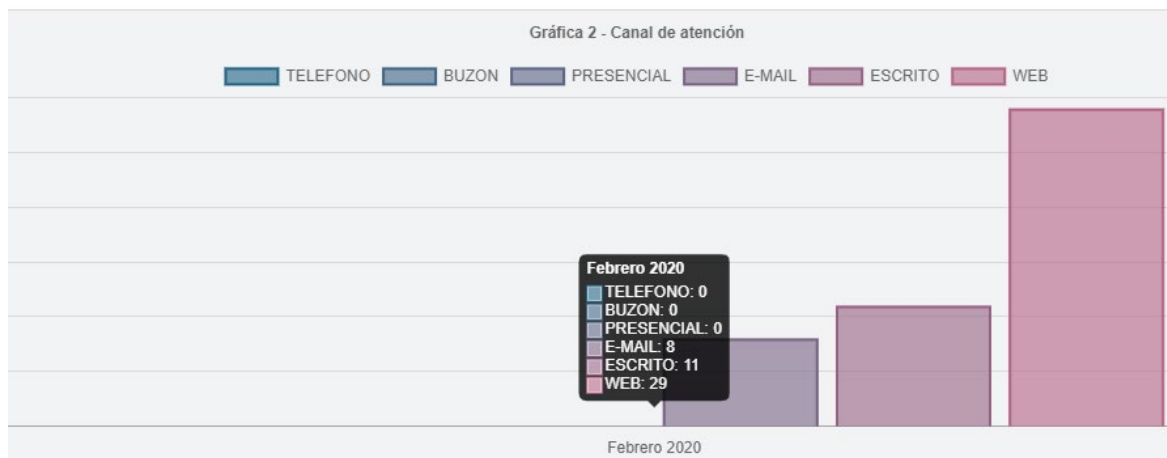 Gráfica 2 - Canal de atención
TELEFONO BUZON PRESENCIAL E-MAIL ESCRITO WEB
Febrero 2020
TELEFONO: 0
BUZON: 0
PRESENCIAL: 0
E-MAIL: 8
ESCRITO: 11
WEB: 29
Febrero 2020